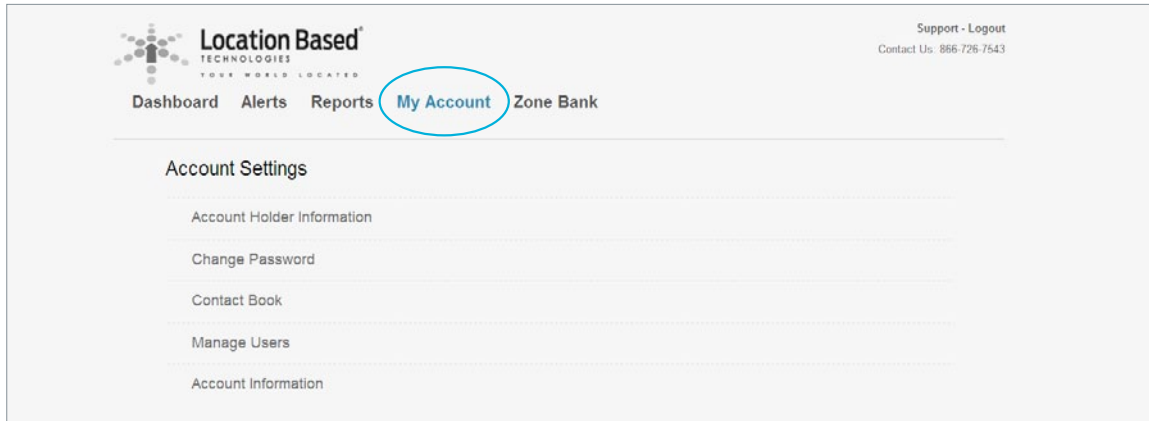 Location Based®
TECHNOLOGIES
YOUR WORLD LOCATED
Support - Logout
Contact Us: 866-726-7543
Dashboard Alerts Reports My Account Zone Bank
Account Settings
Account Holder Information
Change Password
Contact Book
Manage Users
Account Information